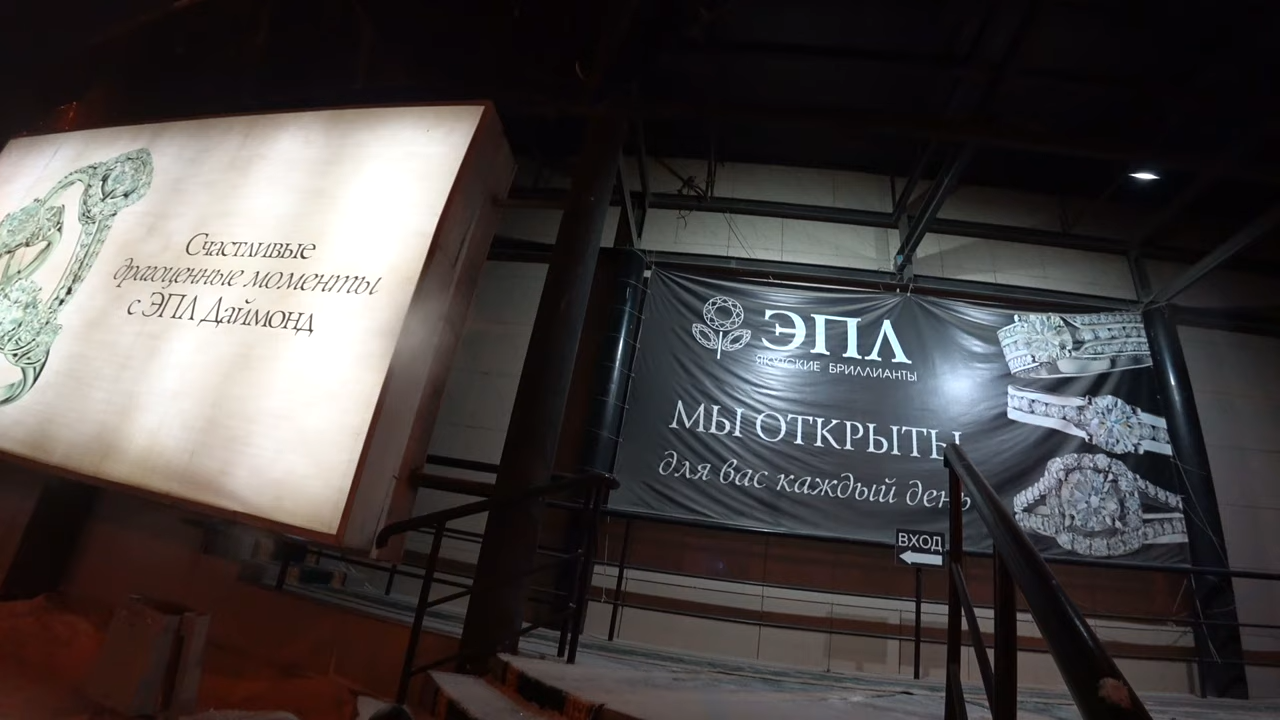 Счастливые
драгоценные моменты
с ЭПЛ Даймонд
ЭПЛ
ЯКУТСКИЕ БРИЛЛИАНТЫ
МЫ ОТКРЫТЫ
для вас каждый день
ВХОД